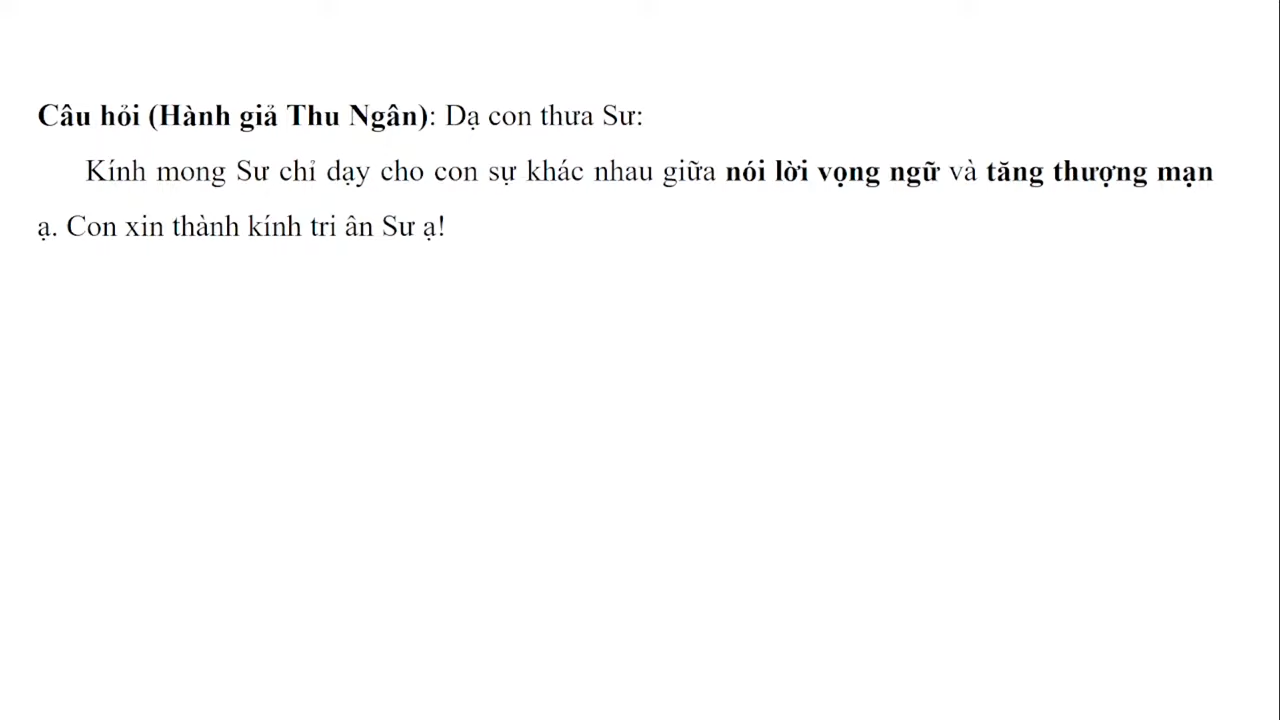 Câu hỏi (Hành giả Thu Ngân): Dạ con thưa Sư:
Kính mong Sư chỉ dạy cho con sự khác nhau giữa nói lời vọng ngữ và tăng thượng mạn
ạ. Con xin thành kính tri ân Sư ạ!